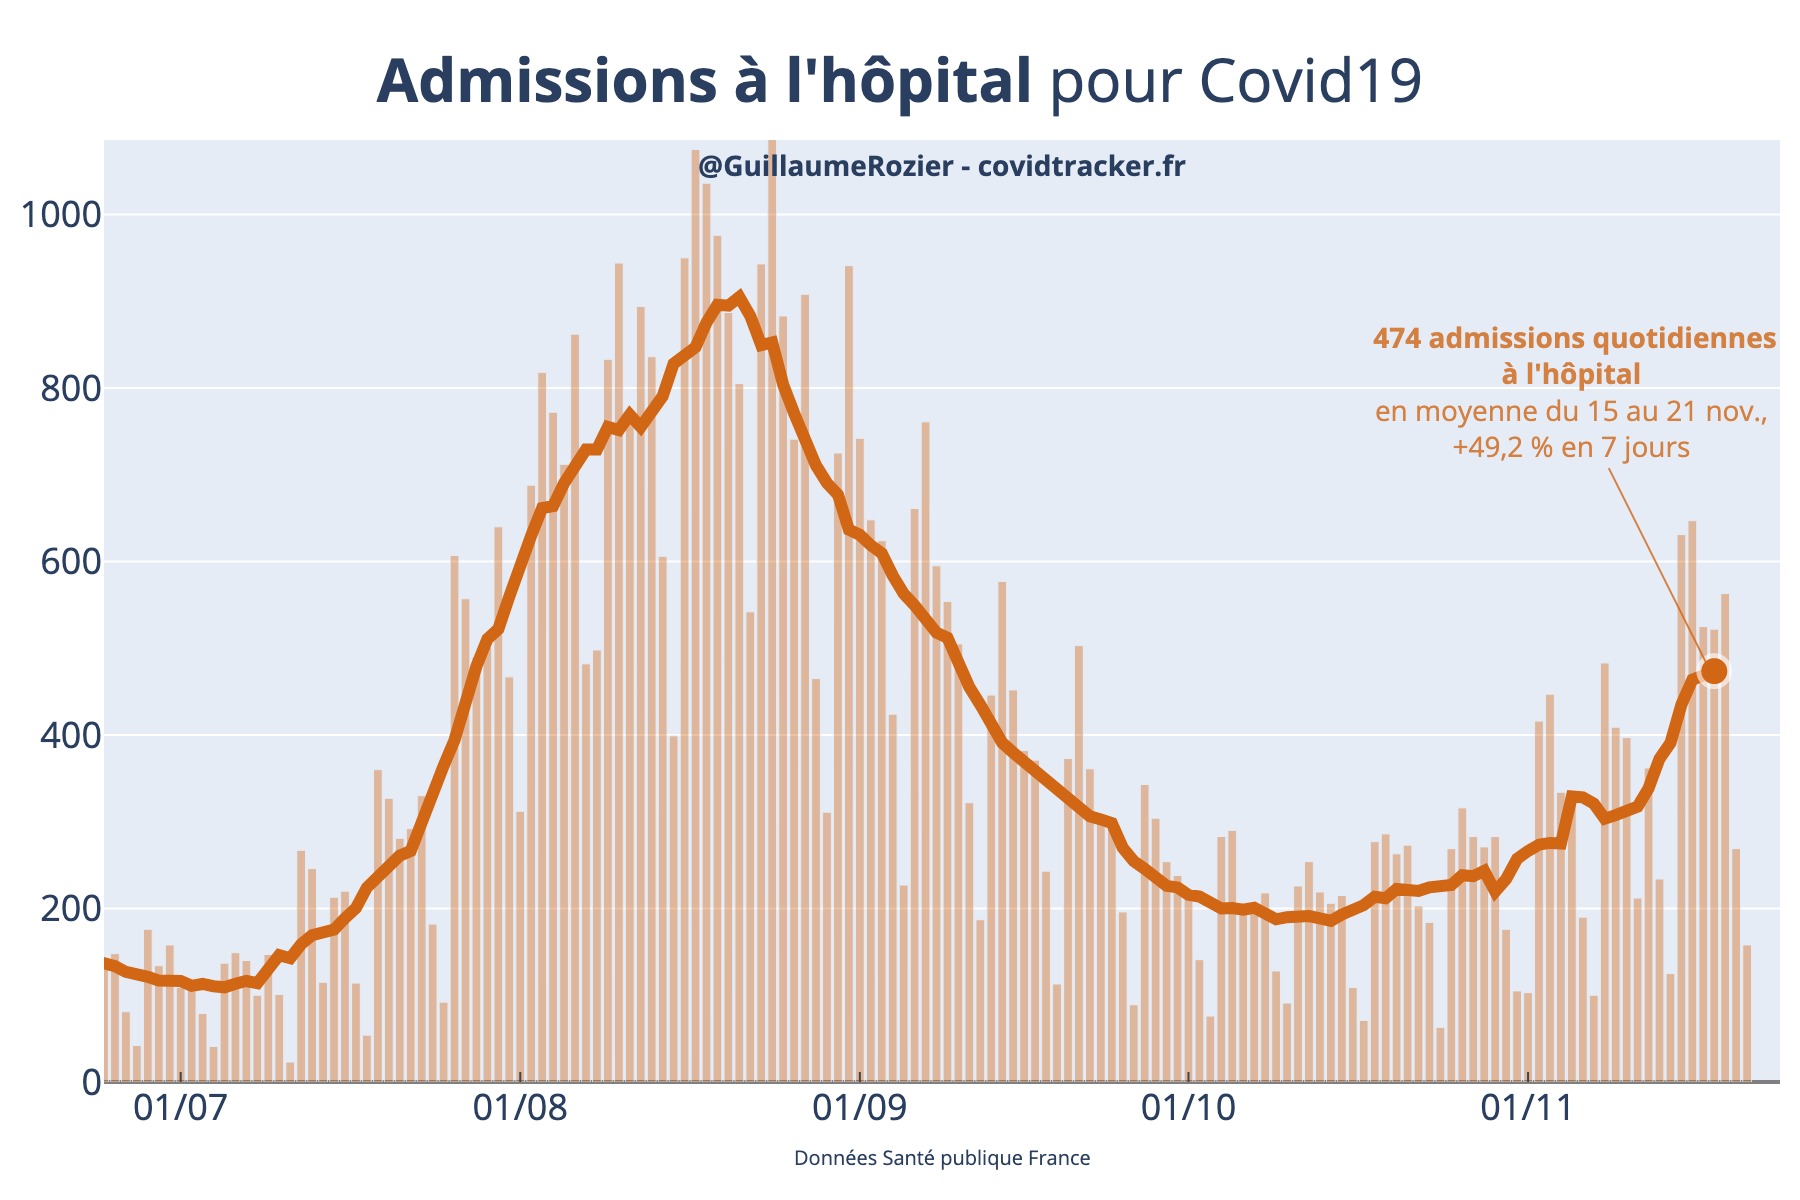 Admissions à l'hôpital pour Covid19
@GuillaumeRozier - covidtracker.fr
1000
800
600
400
200
0
474 admissions quotidiennes
à l'hôpital
en moyenne du 15 au 21 nov.,
+49,2 % en 7 jours
01/07 01/08 01/09 01/10 01/11
Données Santé publique France